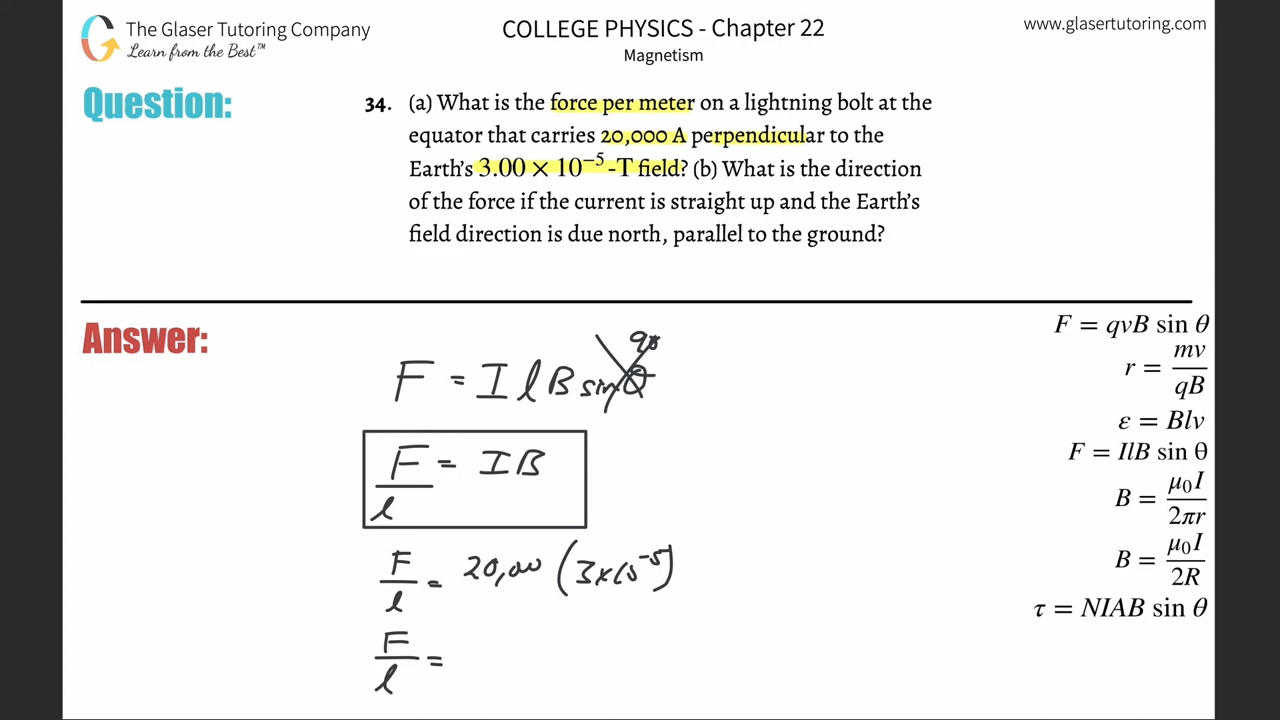 The Glaser Tutoring Company
Learn from the Best™
COLLEGE PHYSICS - Chapter 22
Magnetism
www.glasertutoring.com
Question:
34. (a) What is the force per meter on a lightning bolt at the
equator that carries 20,000 A perpendicular to the
Earth's 3.00 × 10⁻⁵ -T field? (b) What is the direction
of the force if the current is straight up and the Earth's
field direction is due north, parallel to the ground?
Answer:
F = I l B sin θ 90
F/l = IB
F/l = 20,000 (3×10⁻⁵)
F/l =
F = qvB sin θ
r = mv/qB
ε = Blv
F = IlB sin θ
B = μ₀I/2πr
B = μ₀I/2R
τ = NIAB sin θ